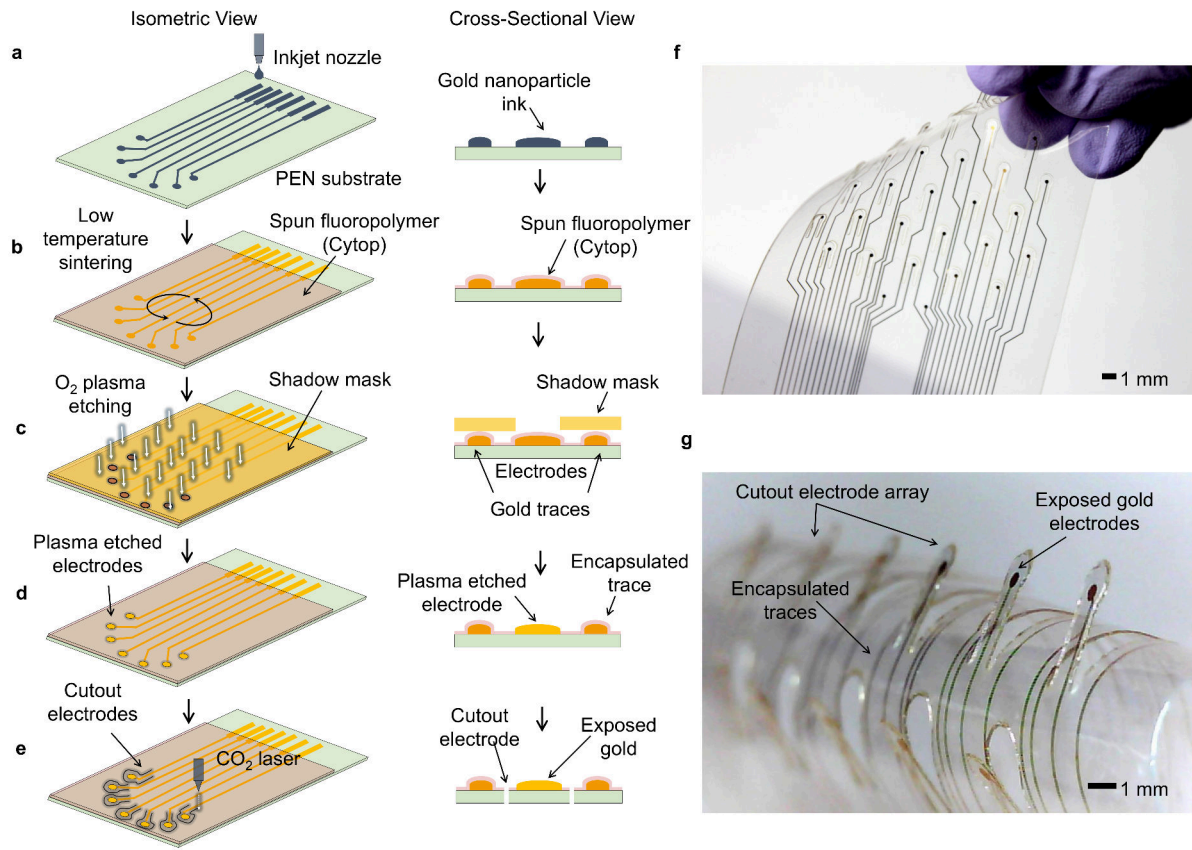 Isometric View
Cross-Sectional View
a
Inkjet nozzle
PEN substrate
Gold nanoparticle
ink
b
Low
temperature
sintering
Spun fluoropolymer
(Cytop)
Spun fluoropolymer
(Cytop)
c
O₂ plasma
etching
Shadow mask
Shadow mask
Electrodes
Gold traces
d
Plasma etched
electrodes
Plasma etched
electrode
Encapsulated
trace
e
Cutout
electrodes
CO₂ laser
Cutout
electrode
Exposed
gold
f
1 mm
g
Cutout electrode array
Exposed gold
electrodes
Encapsulated
traces
1 mm